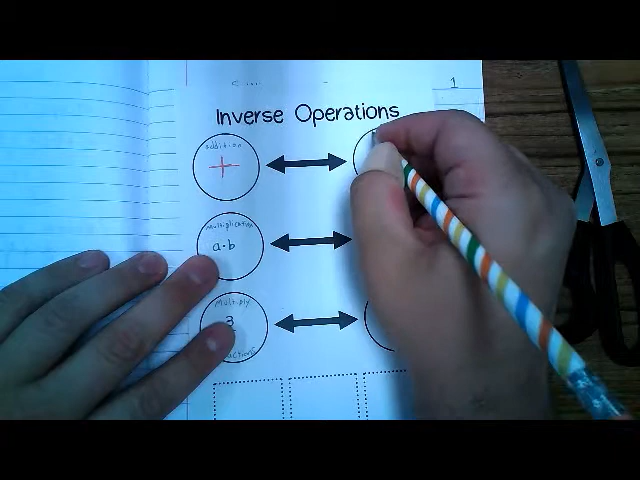 1
Inverse Operations
addition
+
multiplication
a·b
Multiply
3